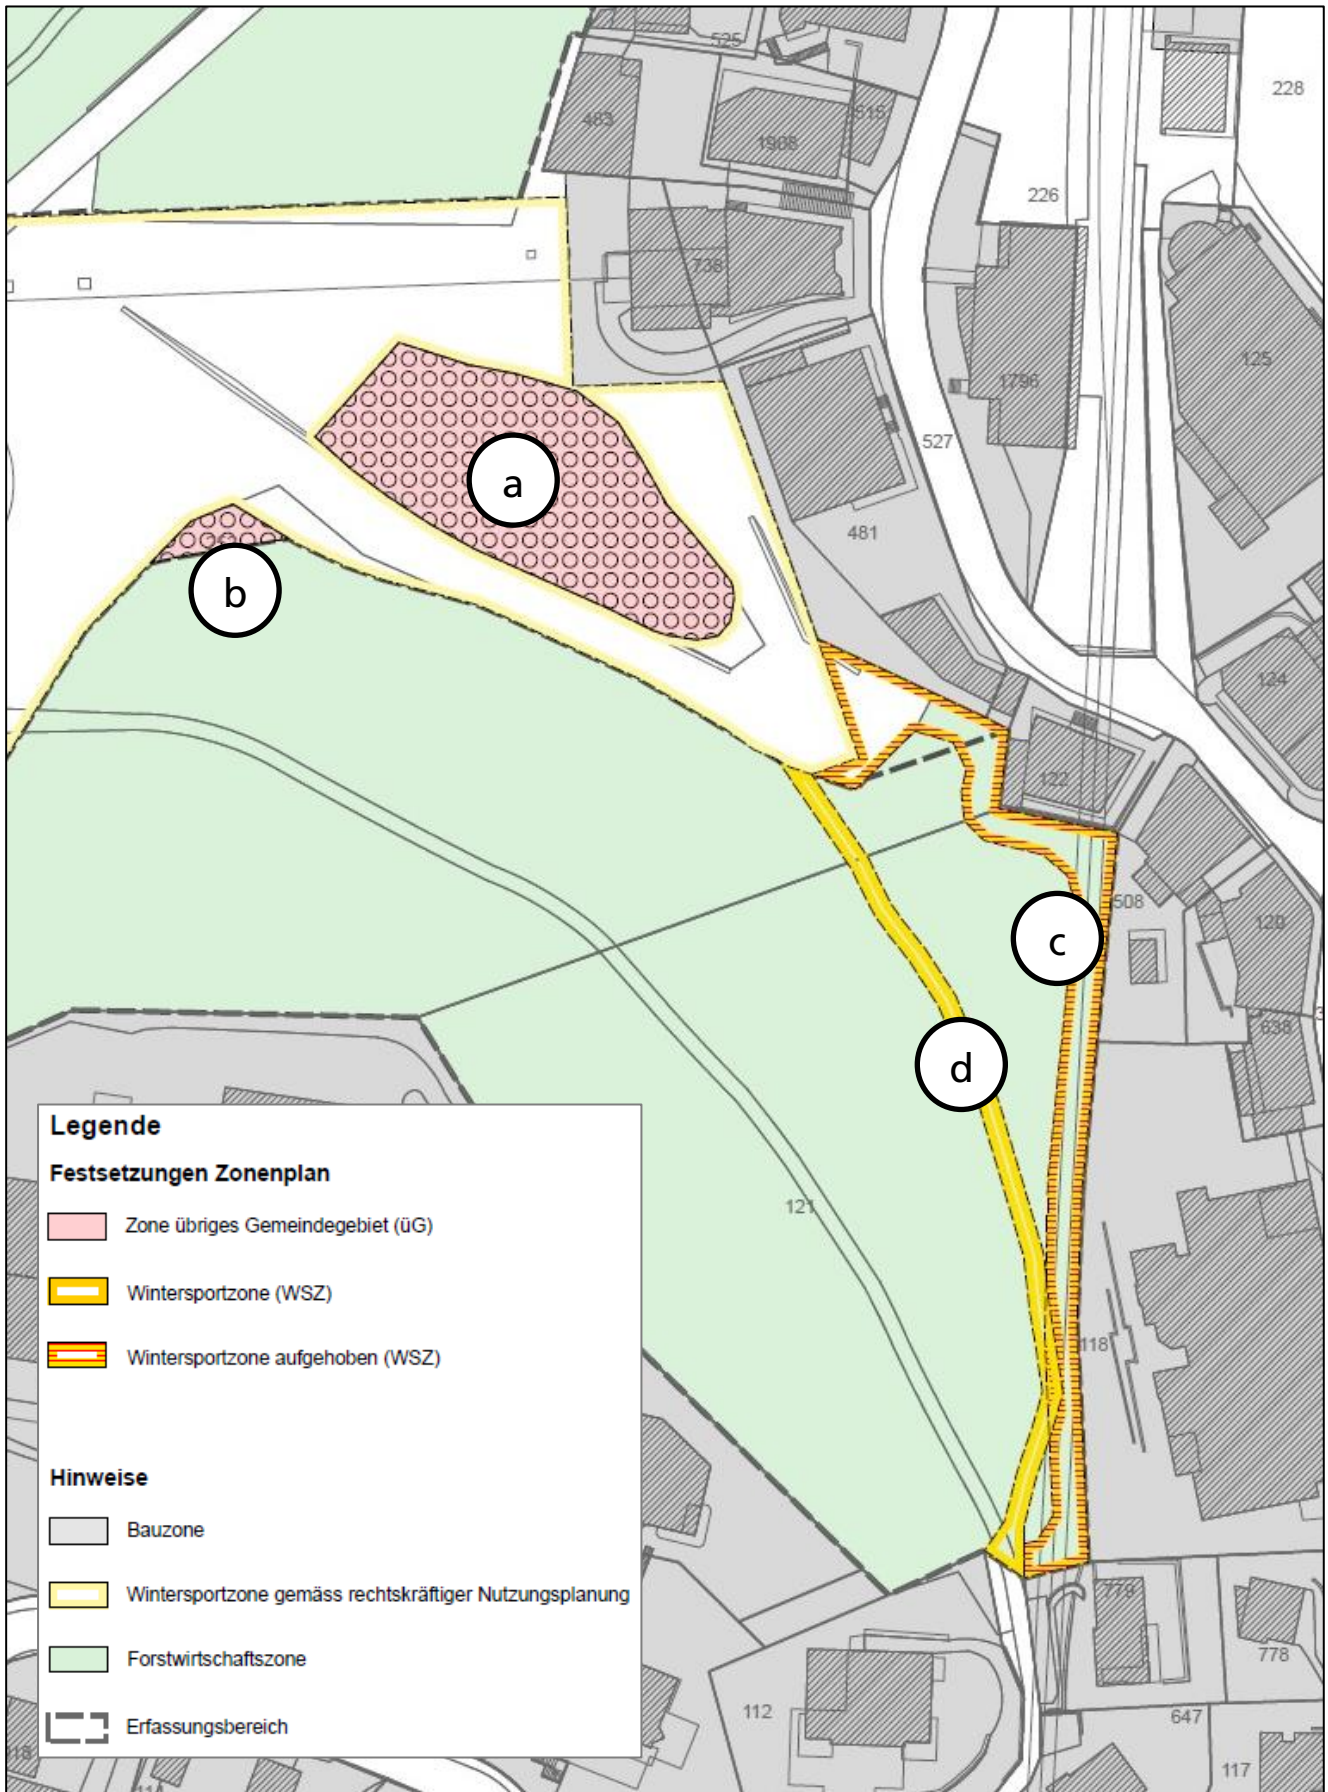 525
228
483
1908
515
226
738
125
1796
527
a
481
b
124
122
508
c
120
638
d
121
118
Legende
Festsetzungen Zonenplan
Zone übriges Gemeindegebiet (üG)
Wintersportzone (WSZ)
Wintersportzone aufgehoben (WSZ)
Hinweise
Bauzone
Wintersportzone gemäss rechtskräftiger Nutzungsplanung
Forstwirtschaftszone
Erfassungsbereich
779
778
112
647
117